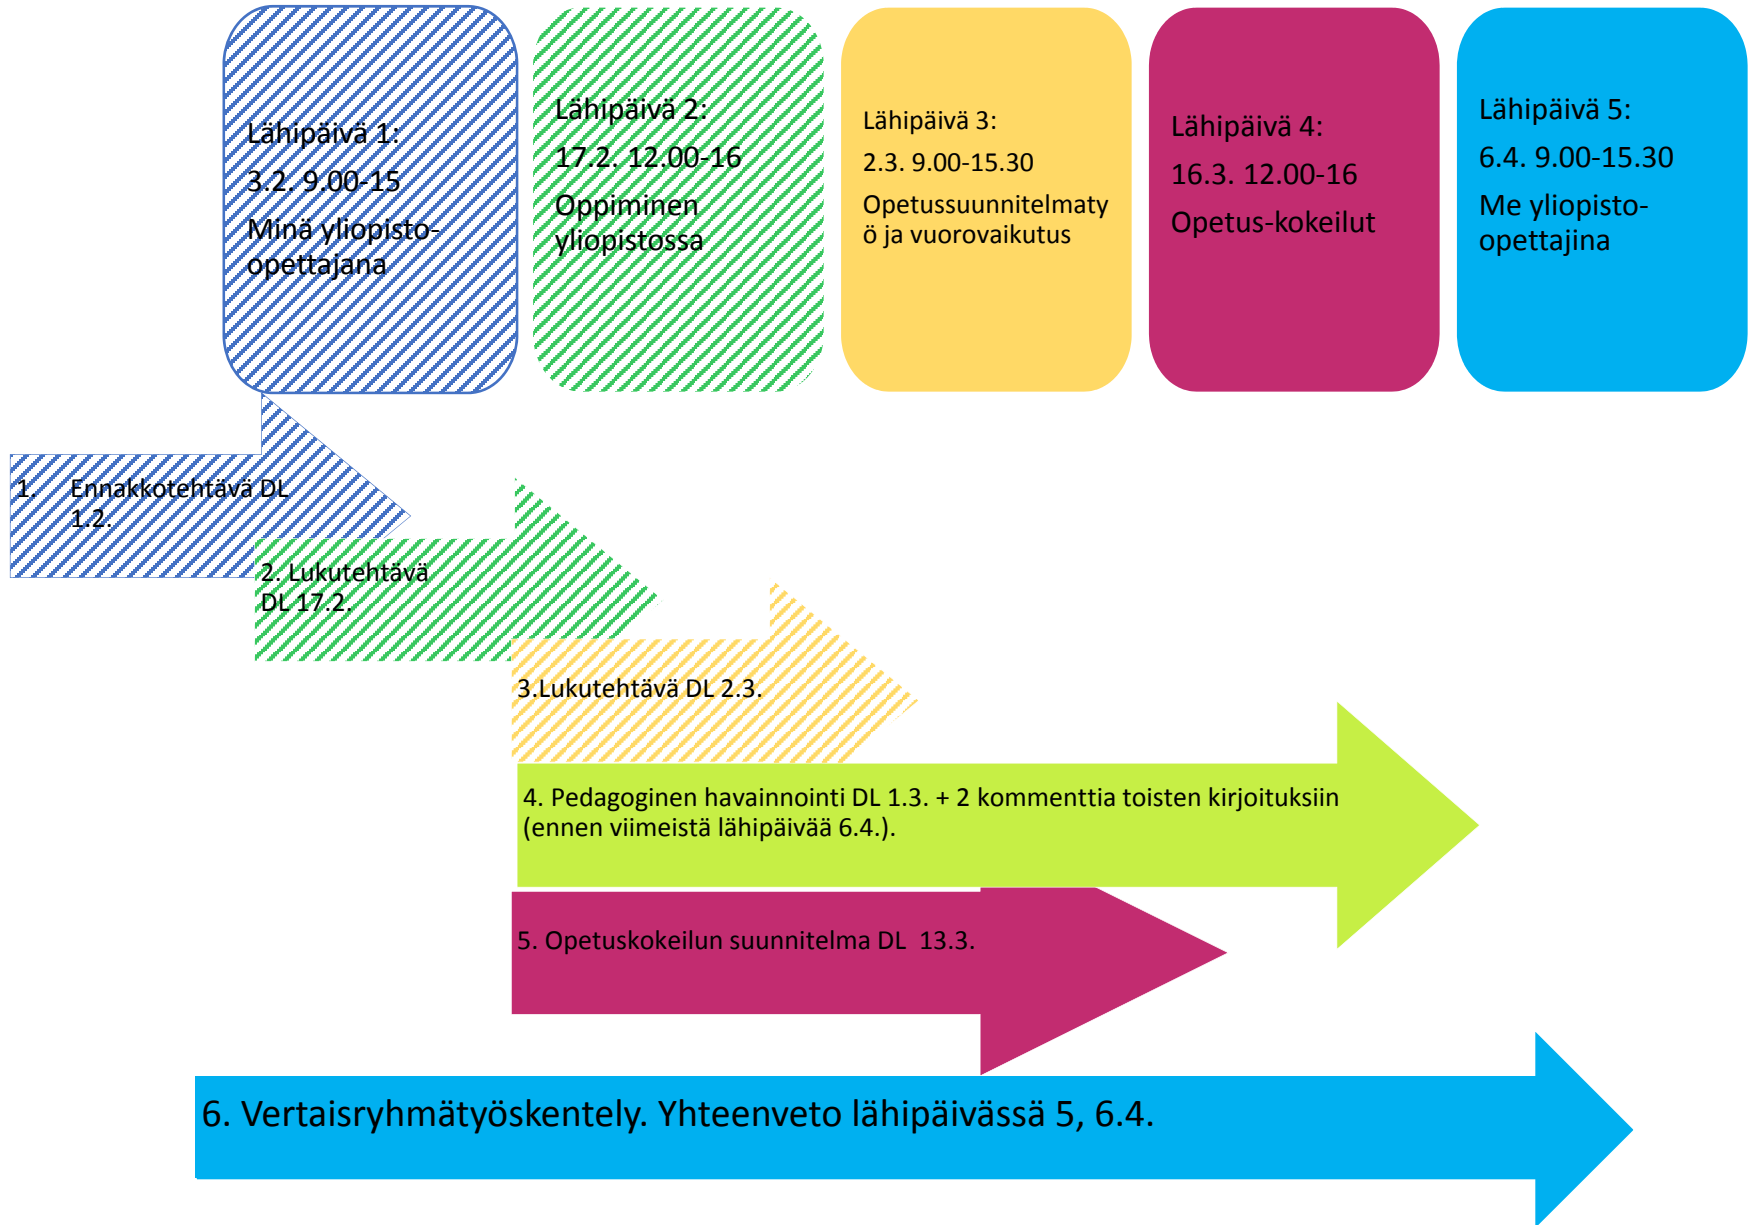 Lähipäivä 1:
3.2. 9.00-15
Minä yliopisto-
opettajana
Lähipäivä 2:
17.2. 12.00-16
Oppiminen
yliopistossa
Lähipäivä 3:
2.3. 9.00-15.30
Opetussuunnitelmaty
ö ja vuorovaikutus
Lähipäivä 4:
16.3. 12.00-16
Opetus-kokeilut
Lähipäivä 5:
6.4. 9.00-15.30
Me yliopisto-
opettajina
1. Ennakkotehtävä DL
1.2.
2. Lukutehtävä
DL 17.2.
3.Lukutehtävä DL 2.3.
4. Pedagoginen havainnointi DL 1.3. + 2 kommenttia toisten kirjoituksiin
(ennen viimeistä lähipäivää 6.4.).
5. Opetuskokeilun suunnitelma DL 13.3.
6. Vertaisryhmätyöskentely. Yhteenveto lähipäivässä 5, 6.4.